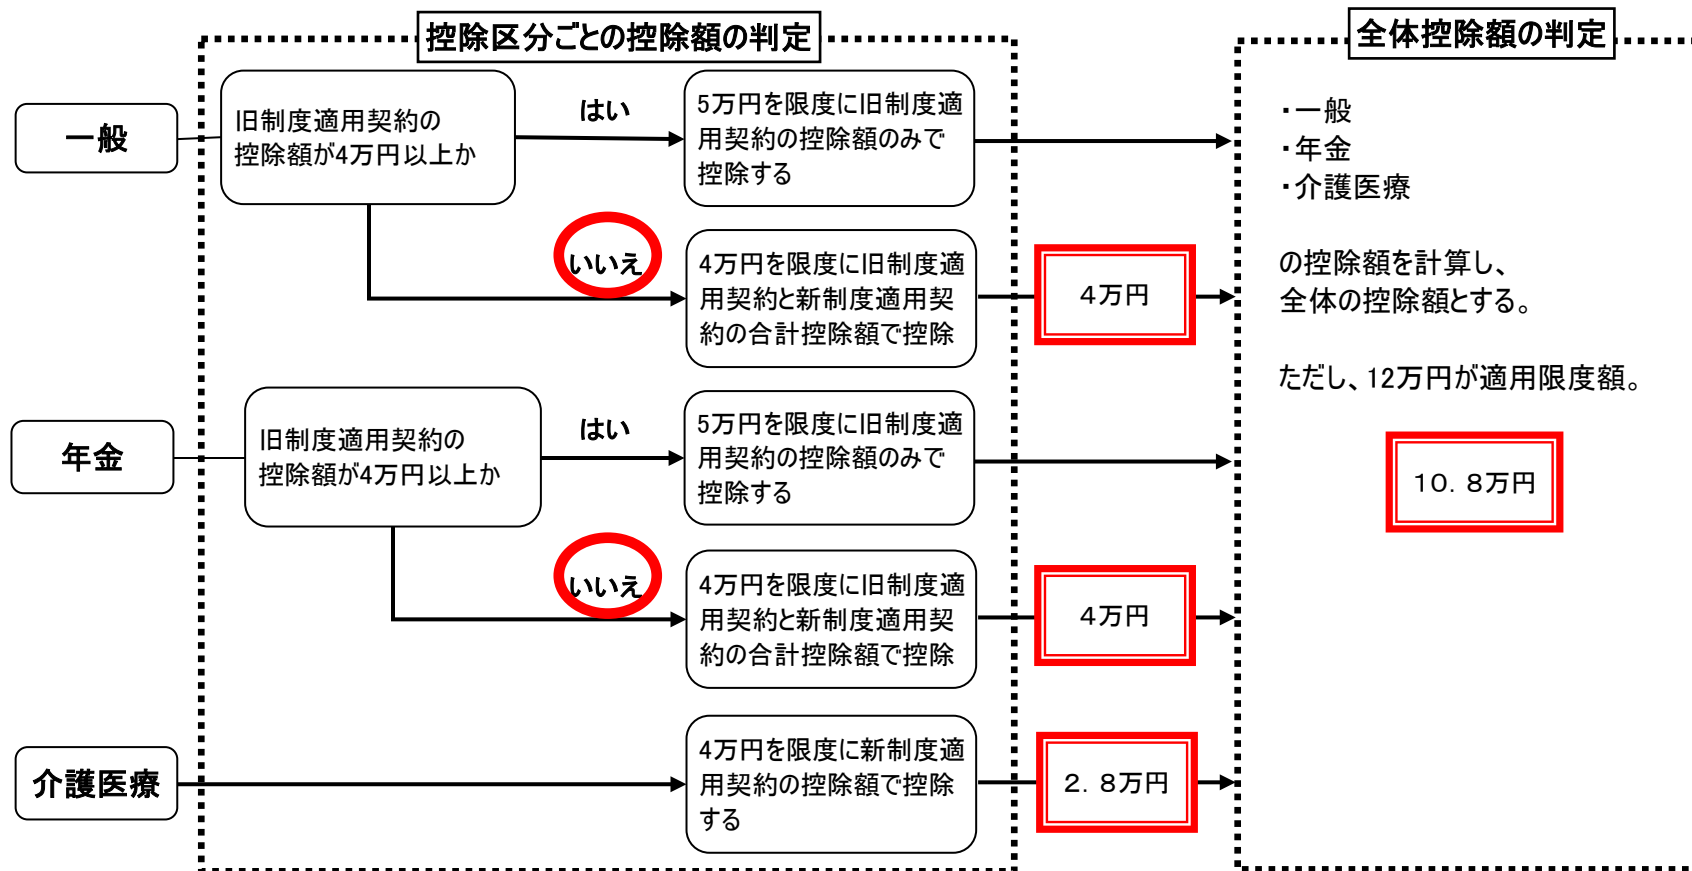 控除区分ごとの控除額の判定
全体控除額の判定
一般
旧制度適用契約の
控除額が4万円以上か
はい
5万円を限度に旧制度適
用契約の控除額のみで
控除する
いいえ
4万円を限度に旧制度適
用契約と新制度適用契
約の合計控除額で控除
4万円
年金
旧制度適用契約の
控除額が4万円以上か
はい
5万円を限度に旧制度適
用契約の控除額のみで
控除する
いいえ
4万円を限度に旧制度適
用契約と新制度適用契
約の合計控除額で控除
4万円
介護医療
4万円を限度に新制度適
用契約の控除額で控除
する
2.8万円
・一般
・年金
・介護医療
の控除額を計算し、
全体の控除額とする。
ただし、12万円が適用限度額。
10.8万円